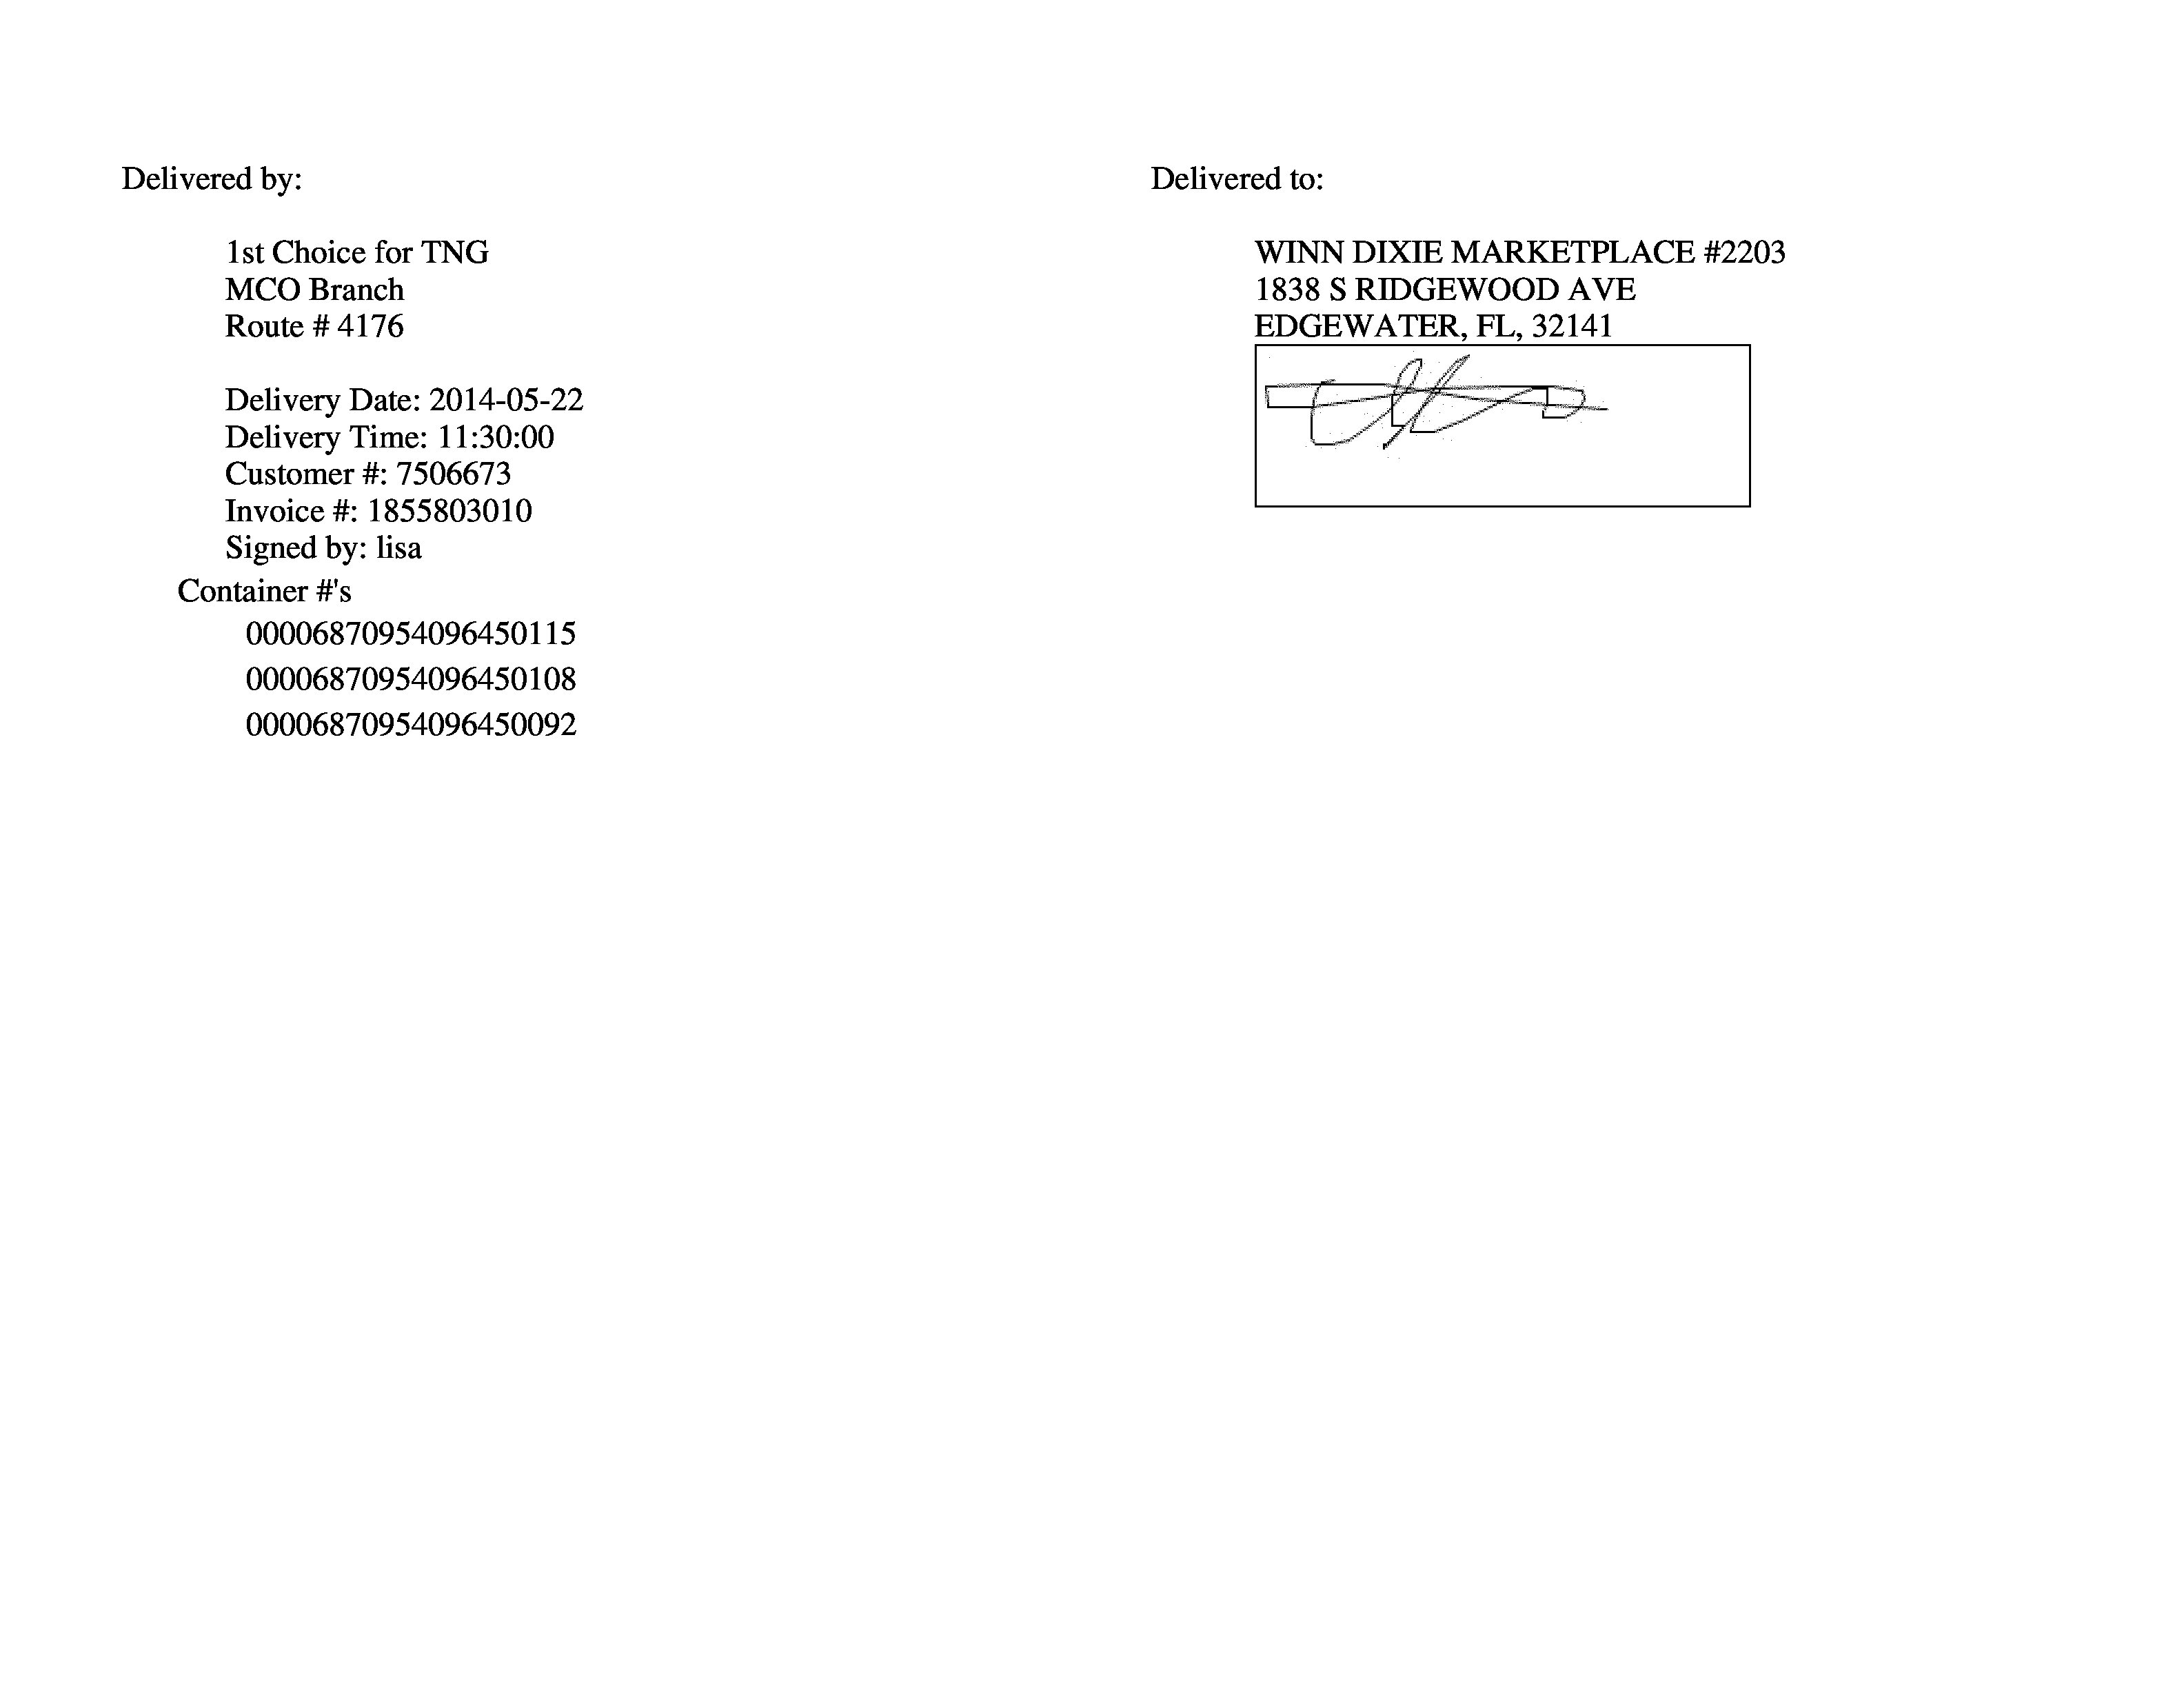 Delivered by:
1st Choice for TNG
MCO Branch
Route # 4176
Delivery Date: 2014-05-22
Delivery Time: 11:30:00
Customer #: 7506673
Invoice #: 1855803010
Signed by: lisa
Container #'s
00006870954096450115
00006870954096450108
00006870954096450092
Delivered to:
WINN DIXIE MARKETPLACE #2203
1838 S RIDGEWOOD AVE
EDGEWATER, FL, 32141